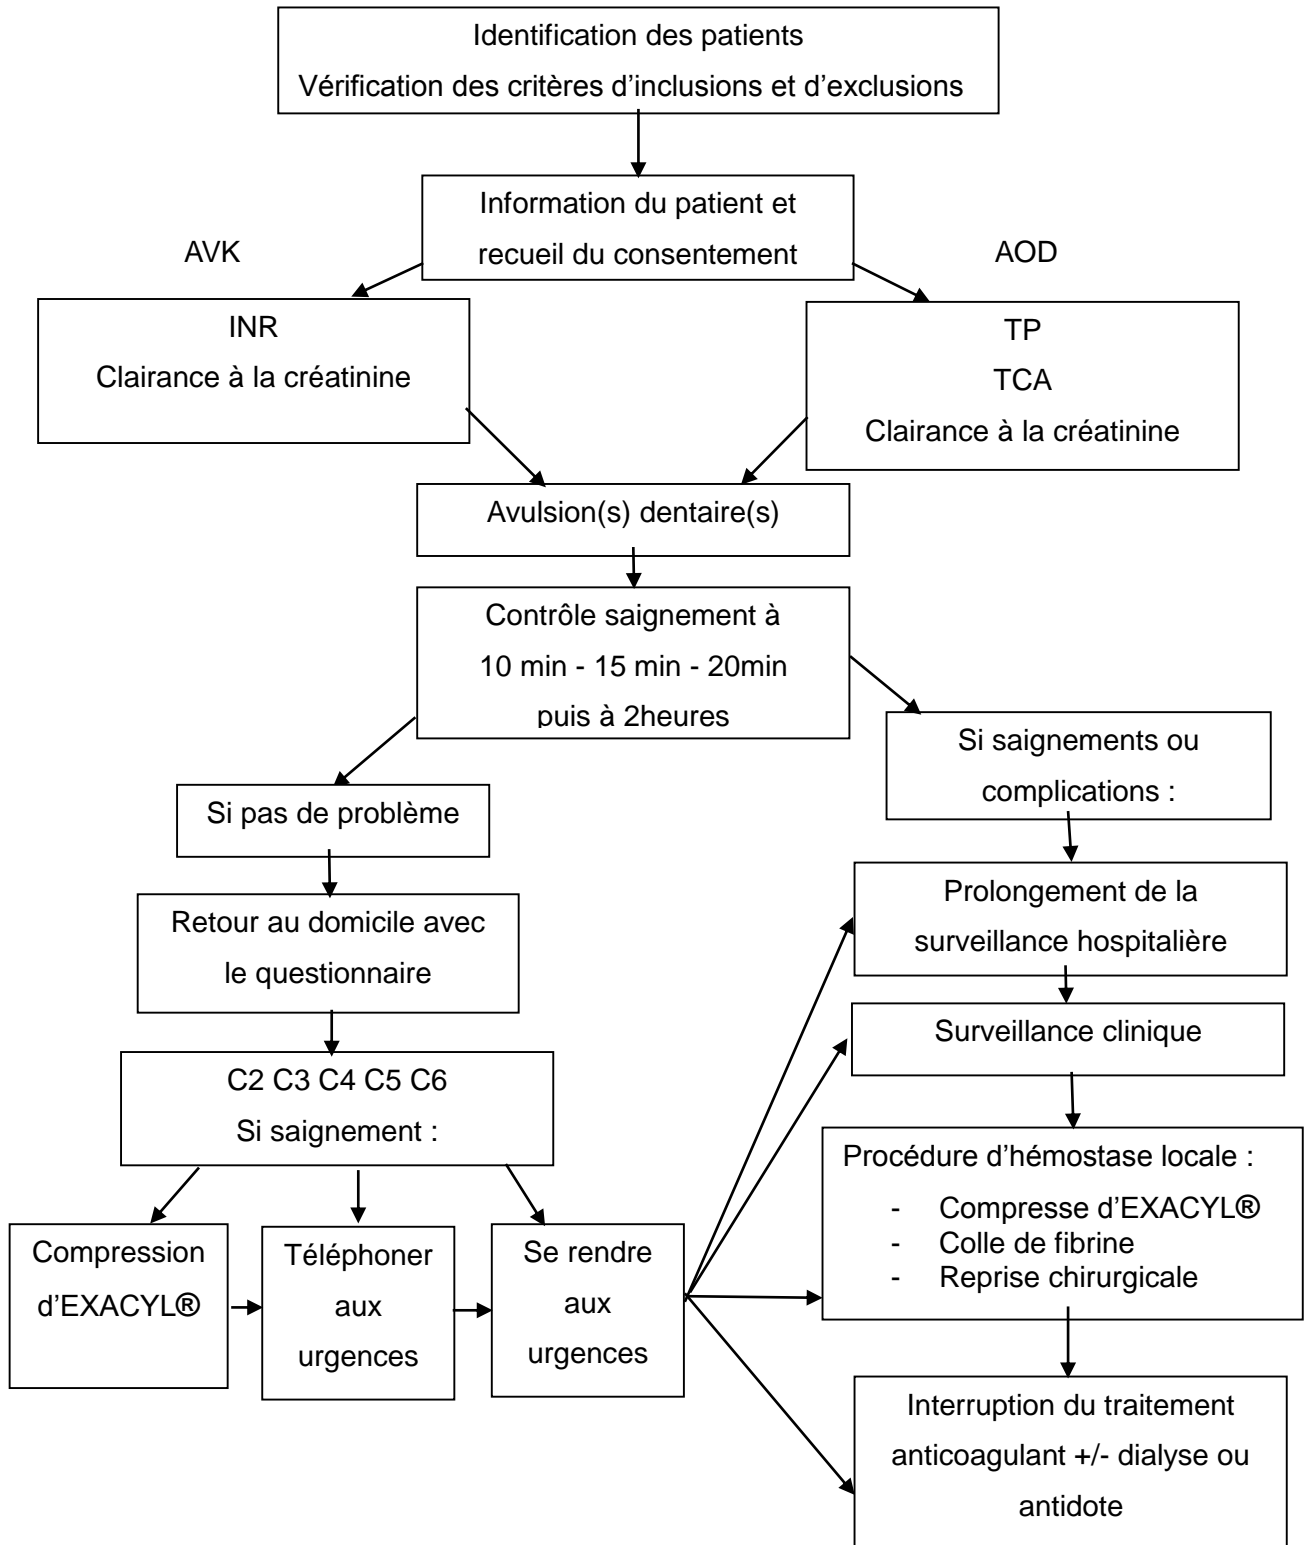 Identification des patients
Vérification des critères d’inclusions et d’exclusions
Information du patient et
recueil du consentement
AVK
AOD
INR
Clairance à la créatinine
TP
TCA
Clairance à la créatinine
Avulsion(s) dentaire(s)
Contrôle saignement à
10 min - 15 min - 20min
puis à 2heures
Si saignements ou
complications :
Si pas de problème
Prolongement de la
surveillance hospitalière
Retour au domicile avec
le questionnaire
Surveillance clinique
C2 C3 C4 C5 C6
Si saignement :
Procédure d’hémostase locale :
- Compresse d’EXACYL®
- Colle de fibrine
- Reprise chirurgicale
Compression
d’EXACYL®
Téléphoner
aux
urgences
Se rendre
aux
urgences
Interruption du traitement
anticoagulant +/- dialyse ou
antidote